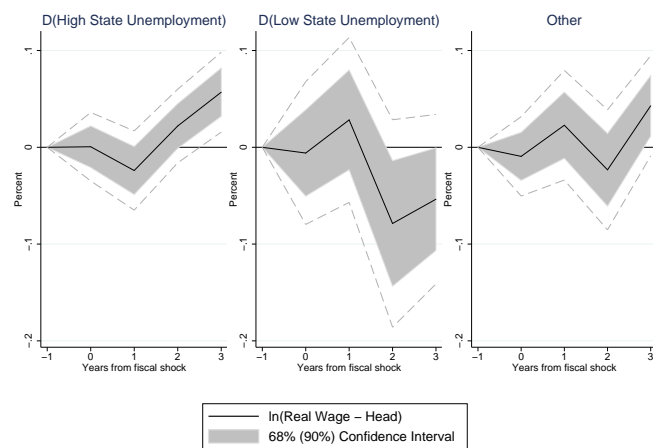 D(High State Unemployment)
D(Low State Unemployment)
Other
Percent
.1
0
-.1
-.2
-1 0 1 2 3
Years from fiscal shock
Percent
.1
0
-.1
-.2
-1 0 1 2 3
Years from fiscal shock
Percent
.1
0
-.1
-.2
-1 0 1 2 3
Years from fiscal shock
ln(Real Wage − Head)
68% (90%) Confidence Interval